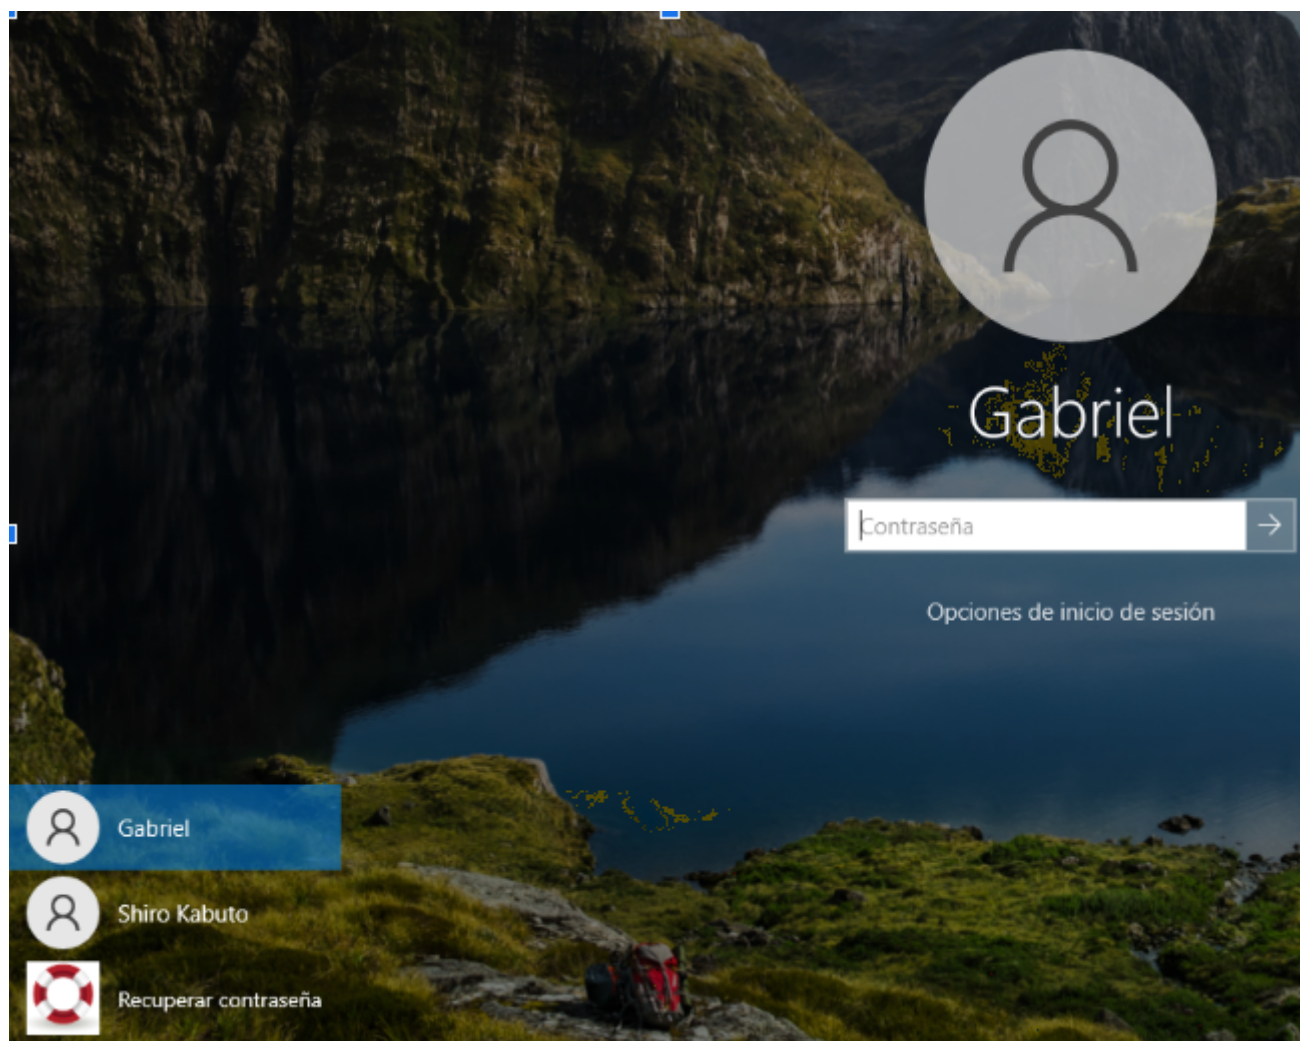 Gabriel
Contraseña
Opciones de inicio de sesión
Gabriel
Shiro Kabuto
Recuperar contraseña